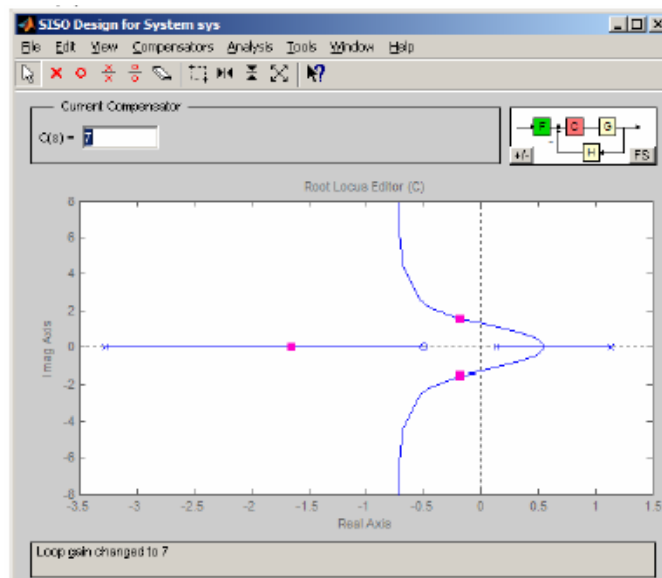 SISO Design for System sys
File Edit View Compensators Analysis Tools Window Help
Current Compensator
C(s) = 7
F C G
H
+/- FS
Root Locus Editor (C)
8
6
4
2
0
-2
-4
-6
-8
Imag Axis
-3.5 -3 -2.5 -2 -1.5 -1 -0.5 0 0.5 1 1.5
Real Axis
Loop gain changed to 7